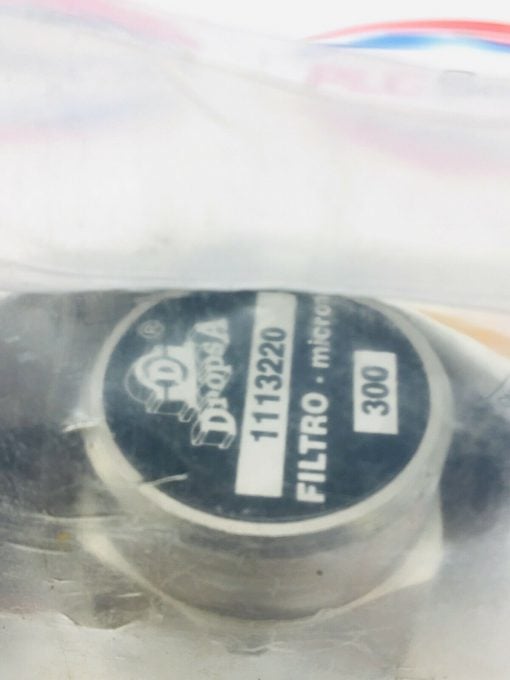 ®
D
DropsA
1113220
FILTRO · micro
300